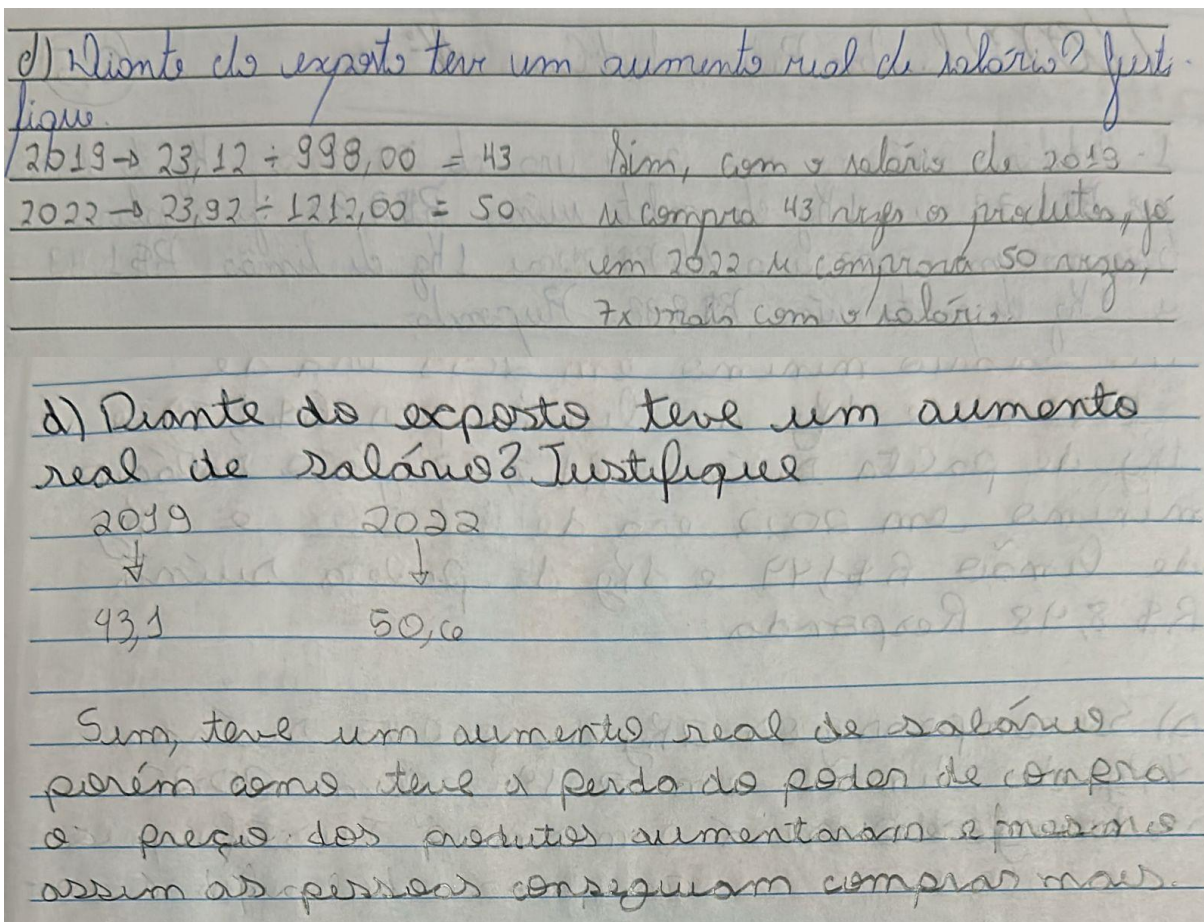 d) Diante do exposto teve um aumento real de salário? Justi-
fique.
2019→ 23,12 ÷ 998,00 = 43 Sim, com o salário de 2019
2022→ 23,92 ÷ 1212,00 = 50 se compra 43 vezes os produtos, já
em 2022 se comprará 50 vezes,
7x mais com o salário.
d) Diante do exposto teve um aumento
real de salário? Justifique
2019 2022
↓ ↓
43,1 50,6
Sim, teve um aumento real de salário
porém como teve a perda do poder de compra
o preço dos produtos aumentaram e mesmo
assim as pessoas conseguiam compras mais.